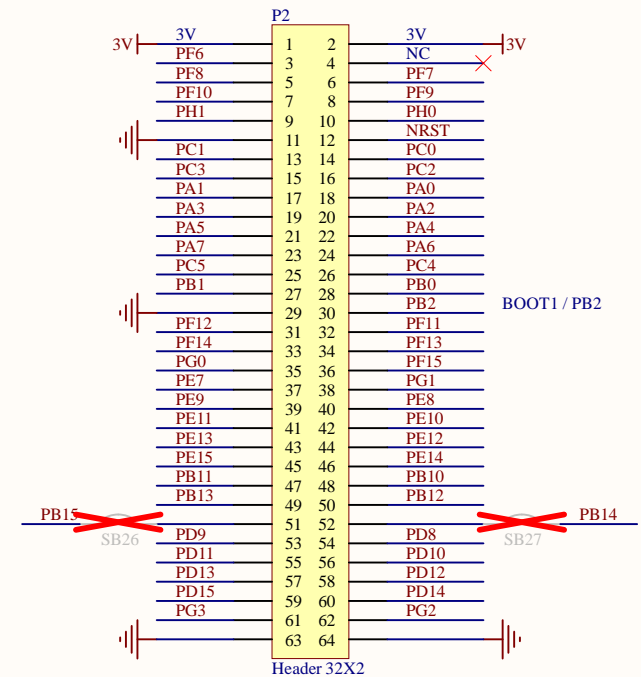 P2
3V 3V 1 2 3V 3V
PF6 3 4 NC
PF8 5 6 PF7
PF10 7 8 PF9
PH1 9 10 PH0
11 12 NRST
PC1 13 14 PC0
PC3 15 16 PC2
PA1 17 18 PA0
PA3 19 20 PA2
PA5 21 22 PA4
PA7 23 24 PA6
PC5 25 26 PC4
PB1 27 28 PB0
29 30 PB2 BOOT1 / PB2
PF12 31 32 PF11
PF14 33 34 PF13
PG0 35 36 PF15
PE7 37 38 PG1
PE9 39 40 PE8
PE11 41 42 PE10
PE13 43 44 PE12
PE15 45 46 PE14
PB11 47 48 PB10
PB13 49 50 PB12
PB15 SB26 51 52 SB27 PB14
PD9 53 54 PD8
PD11 55 56 PD10
PD13 57 58 PD12
PD15 59 60 PD14
PG3 61 62 PG2
63 64
Header 32X2